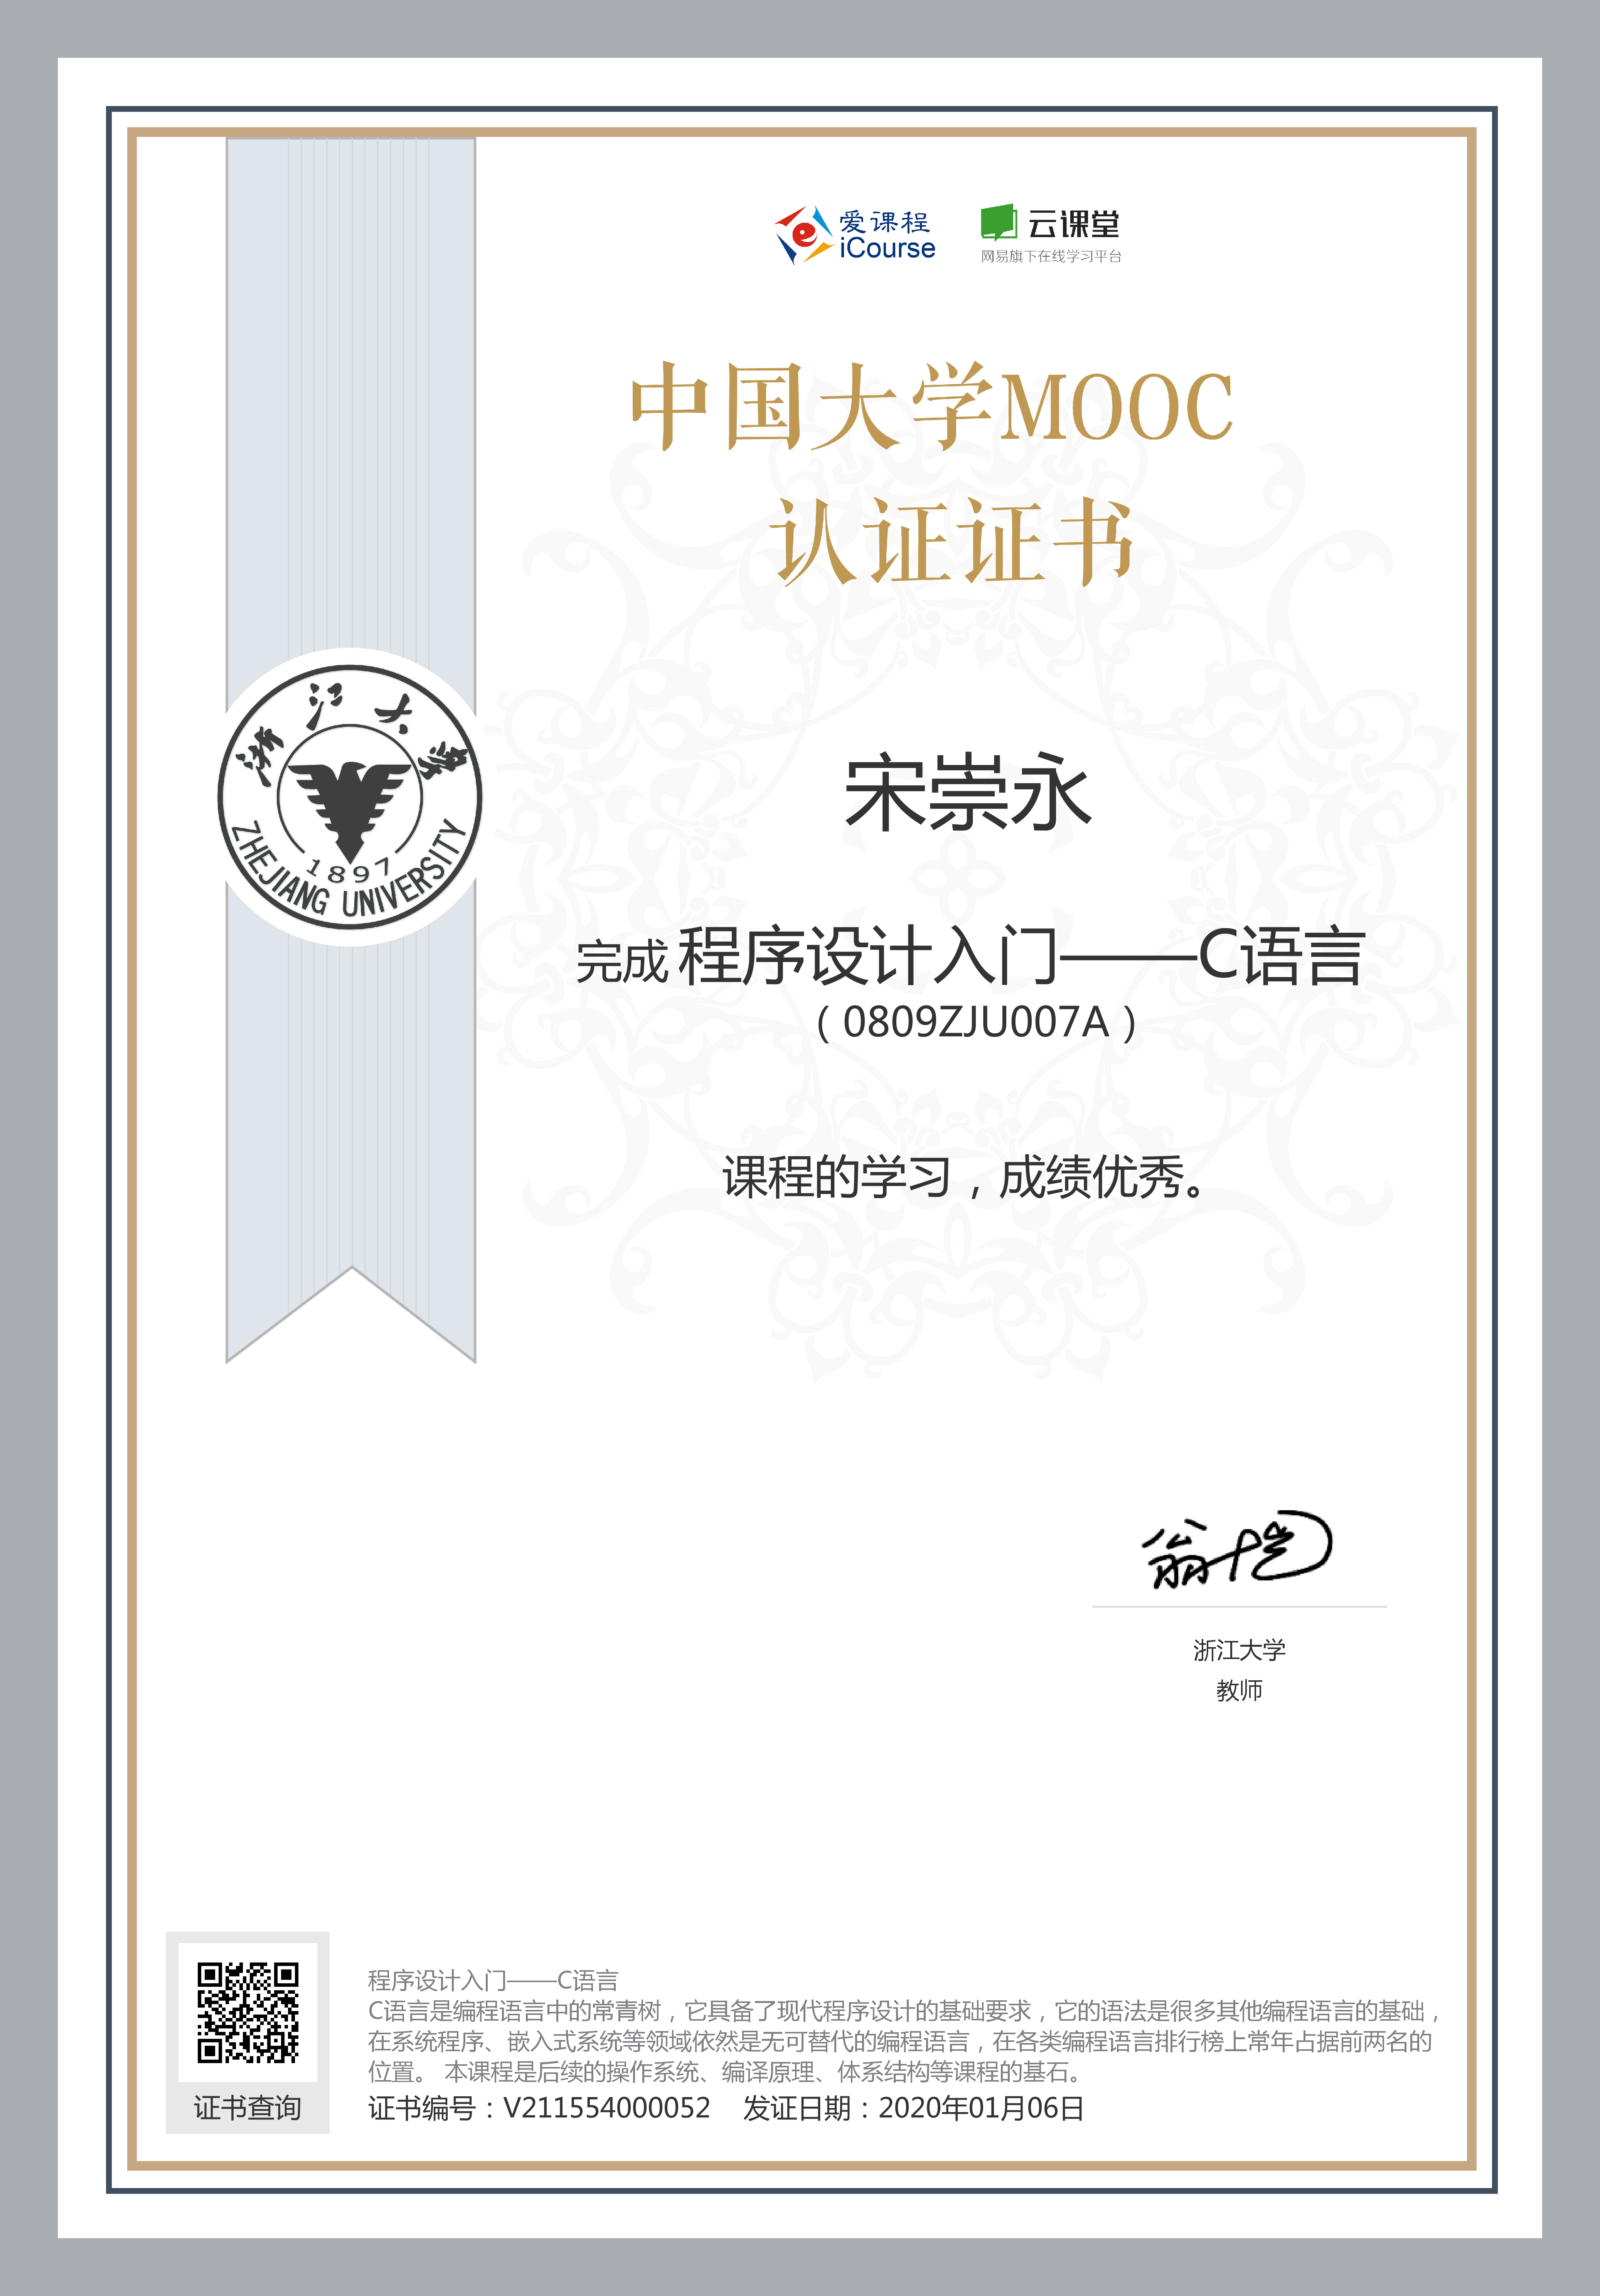 爱课程
iCourse
云课堂
网易旗下在线学习平台
中国大学MOOC
认证证书
浙江大学
1897
ZHEJIANG UNIVERSITY
宋崇永
完成 程序设计入门——C语言
（0809ZJU007A）
课程的学习，成绩优秀。
翁恺
浙江大学
教师
程序设计入门——C语言
C语言是编程语言中的常青树，它具备了现代程序设计的基础要求，它的语法是很多其他编程语言的基础，
在系统程序、嵌入式系统等领域依然是无可替代的编程语言，在各类编程语言排行榜上常年占据前两名的
位置。 本课程是后续的操作系统、编译原理、体系结构等课程的基石。
证书查询
证书编号：V211554000052 发证日期：2020年01月06日